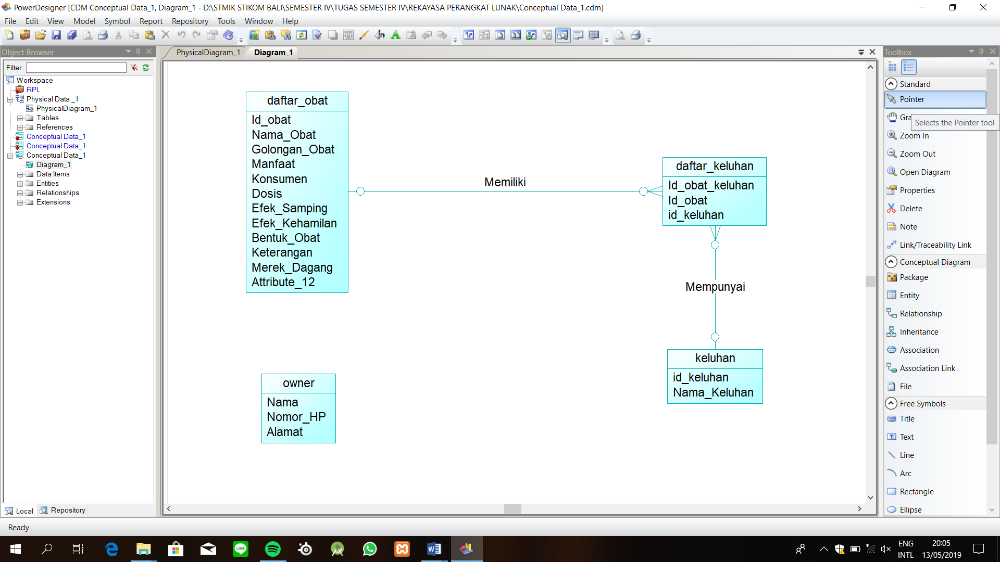 PowerDesigner [CDM Conceptual Data_1, Diagram_1 - D:\STMIK STIKOM BALI\SEMESTER IV\TUGAS SEMESTER IV\REKAYASA PERANGKAT LUNAK\Conceptual Data_1.cdm]
File Edit View Model Symbol Report Repository Tools Window Help
Object Browser
Filter:
Workspace
RPL
Physical Data _1
PhysicalDiagram_1
Tables
References
Conceptual Data_1
Conceptual Data_1
Conceptual Data_1
Diagram_1
Data Items
Entities
Relationships
Extensions
Local Repository
PhysicalDiagram_1 Diagram_1
daftar_obat
Id_obat
Nama_Obat
Golongan_Obat
Manfaat
Konsumen
Dosis
Efek_Samping
Efek_Kehamilan
Bentuk_Obat
Keterangan
Merek_Dagang
Attribute_12
Memiliki
daftar_keluhan
Id_obat_keluhan
Id_obat
id_keluhan
Mempunyai
keluhan
id_keluhan
Nama_Keluhan
owner
Nama
Nomor_HP
Alamat
Toolbox
Standard
Pointer
Gra
Selects the Pointer tool
Zoom In
Zoom Out
Open Diagram
Properties
Delete
Note
Link/Traceability Link
Conceptual Diagram
Package
Entity
Relationship
Inheritance
Association
Association Link
File
Free Symbols
Title
Text
Line
Arc
Rectangle
Ellipse
Ready
ENG
INTL
20:05
13/05/2019